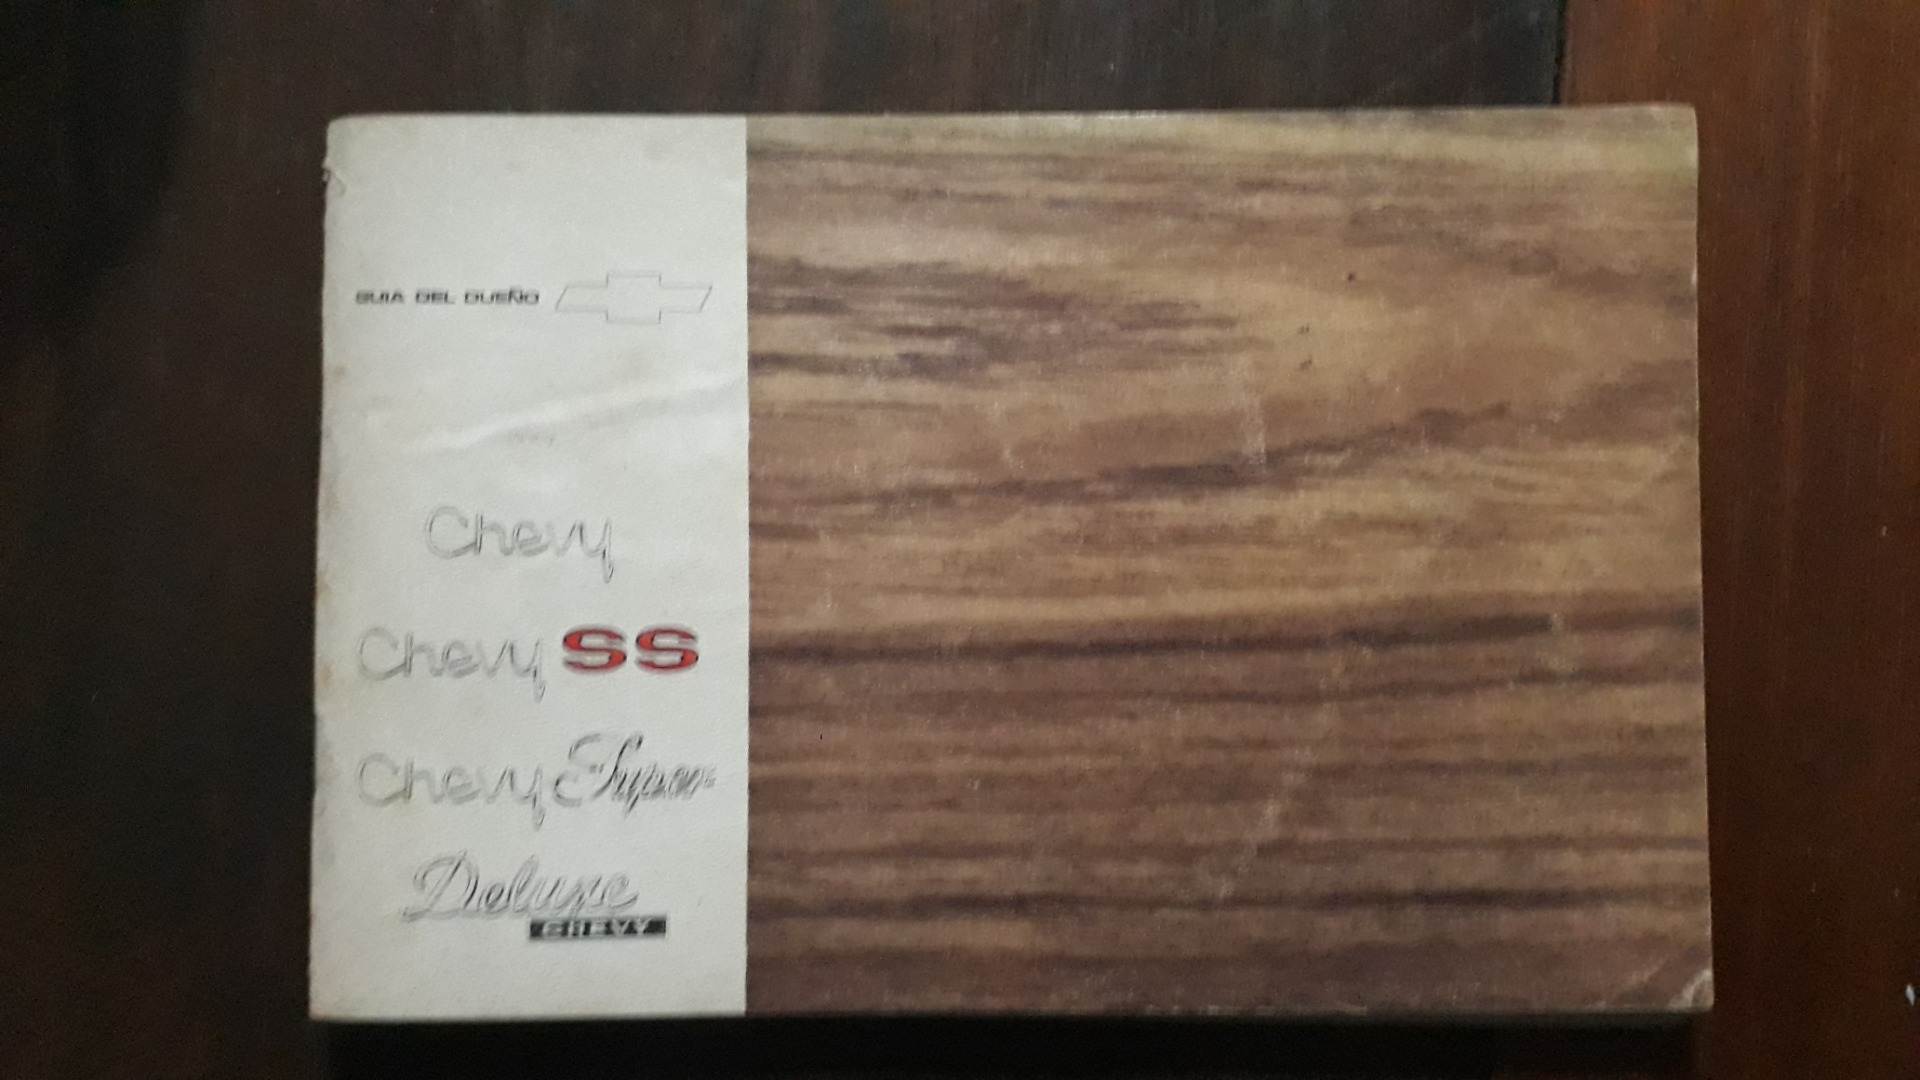 GUIA DEL DUEÑO
Chevy
Chevy SS
Chevy Super
Deluxe
CHEVY